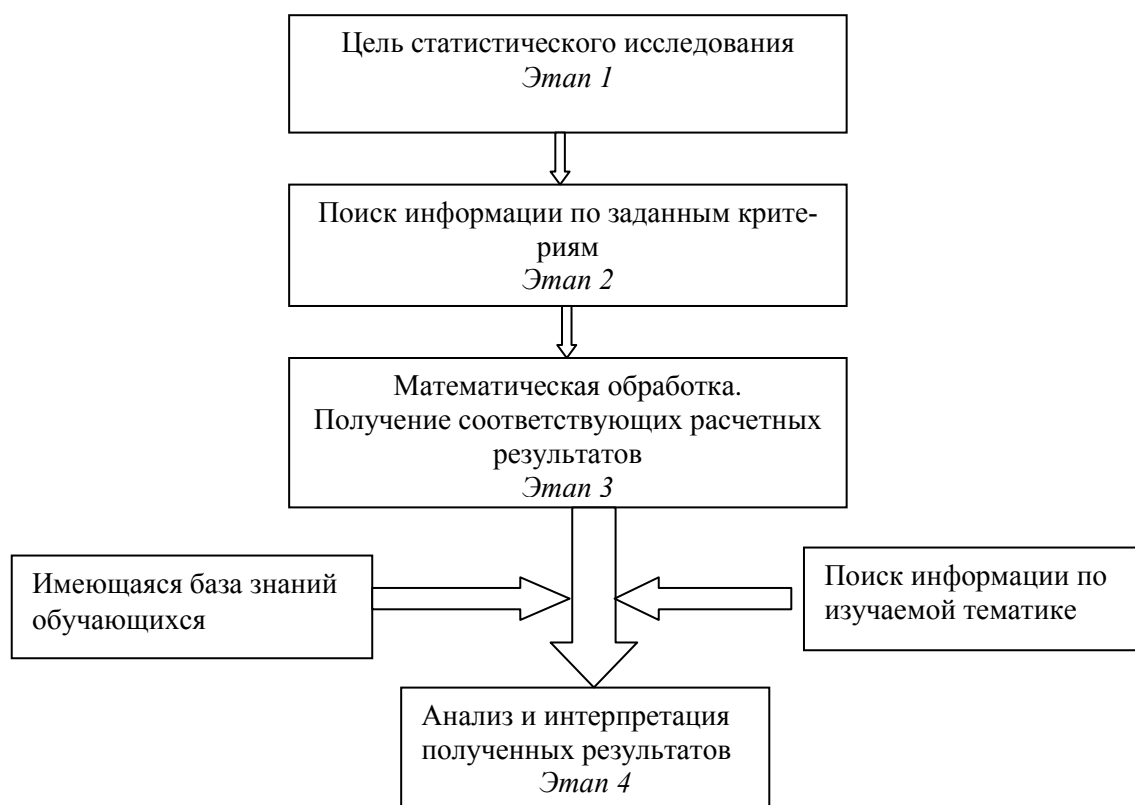 Цель статистического исследования
Этап 1
Поиск информации по заданным крите-
риям
Этап 2
Математическая обработка.
Получение соответствующих расчетных
результатов
Этап 3
Имеющаяся база знаний
обучающихся
Поиск информации по
изучаемой тематике
Анализ и интерпретация
полученных результатов
Этап 4